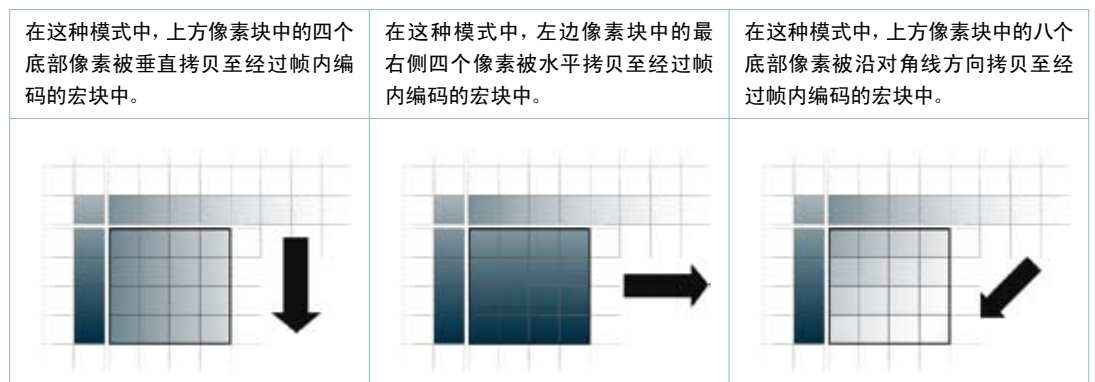 在这种模式中，上方像素块中的四个
底部像素被垂直拷贝至经过帧内编
码的宏块中。
在这种模式中，左边像素块中的最
右侧四个像素被水平拷贝至经过帧
内编码的宏块中。
在这种模式中，上方像素块中的八个
底部像素被沿对角线方向拷贝至经
过帧内编码的宏块中。